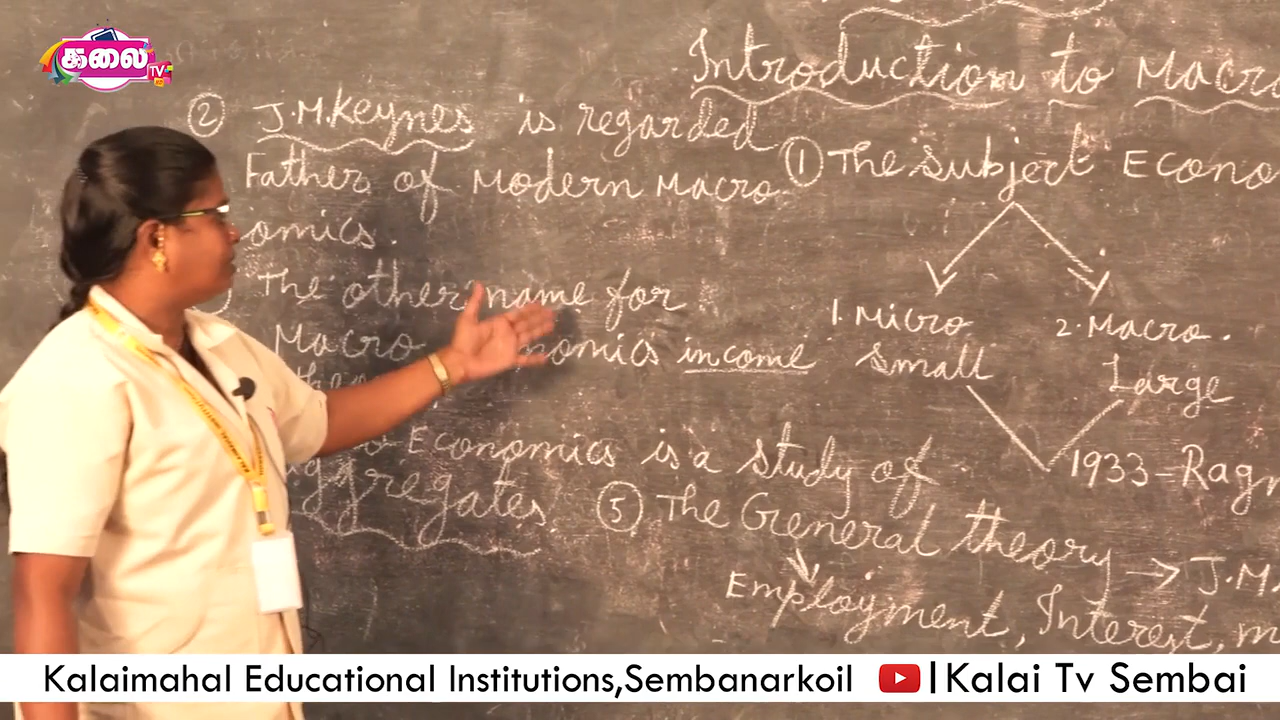 கலை
TV
Introduction to Macro
② J.M.Keynes is regarded
Father of Modern Macro
omics.
The other name for
Macro nomics income
Economics is a study of
aggregates
① The Subject Econo
1. Micro
Small
2. Macro.
Large
1933 = Ragn
⑤ The General theory → J.M.
Employment, Interest, m
Kalaimahal Educational Institutions,Sembanarkoil | Kalai Tv Sembai